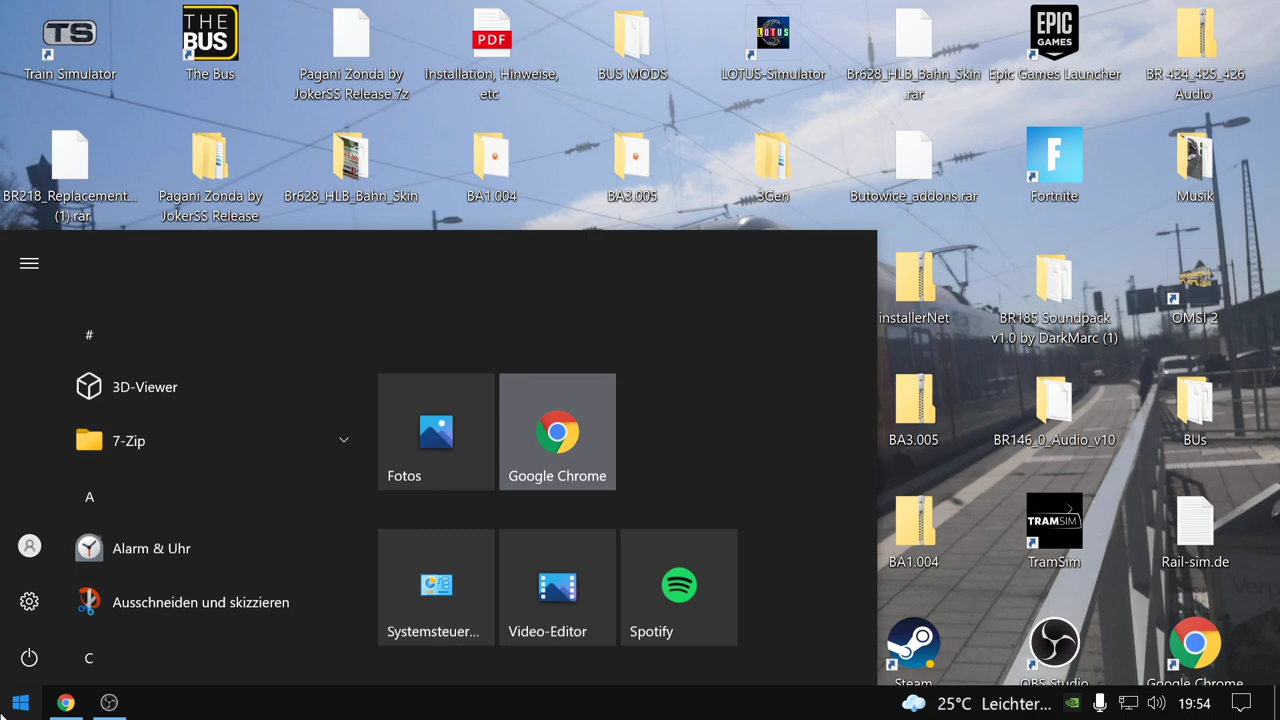 TS
THE
BUS
PDF
LOTUS
EPIC
GAMES
Train Simulator
The Bus
Pagani Zonda by
JokerSS Release.7z
Installation, Hinweise,
etc
BUS MODS
LOTUS-Simulator
Br628_HLB_Bahn_Skin
.rar
Epic Games Launcher
BR 424_425_426
Audio
F
BR218_Replacement...
(1).rar
Pagani Zonda by
JokerSS Release
Br628_HLB_Bahn_Skin
BA1.004
BA3.005
3Gen
Butowice_addons.rar
Fortnite
Musik
installerNet
BR185 Soundpack
v1.0 by DarkMarc (1)
OMSI 2
BA3.005
BR146_0_Audio_v10
BUs
TRAMSIM
BA1.004
TramSim
Rail-sim.de
Steam
OBS Studio
Google Chrome
#
3D-Viewer
7-Zip
A
Alarm & Uhr
Ausschneiden und skizzieren
C
Fotos
Google Chrome
Systemsteuer...
Video-Editor
Spotify
25°C Leichter...
19:54